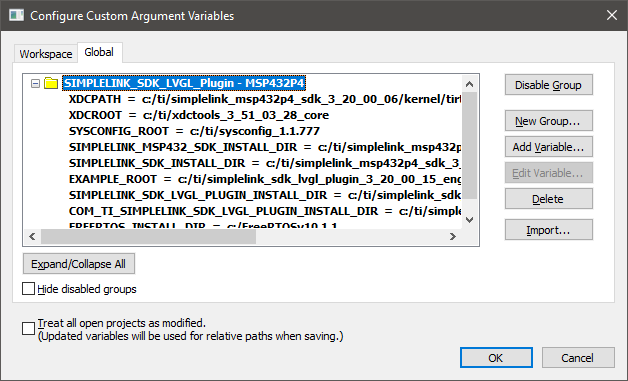 Configure Custom Argument Variables
Workspace
Global
SIMPLELINK_SDK_LVGL_Plugin - MSP432P4
XDCPATH = c:/ti/simplelink_msp432p4_sdk_3_20_00_06/kernel/tirt
XDCROOT = c:/ti/xdctools_3_51_03_28_core
SYSCONFIG_ROOT = c:/ti/sysconfig_1.1.777
SIMPLELINK_MSP432_SDK_INSTALL_DIR = c:/ti/simplelink_msp432p
SIMPLELINK_SDK_INSTALL_DIR = c:/ti/simplelink_msp432p4_sdk_3_
EXAMPLE_ROOT = c:/ti/simplelink_sdk_lvgl_plugin_3_20_00_15_eng
SIMPLELINK_SDK_LVGL_PLUGIN_INSTALL_DIR = c:/ti/simplelink_sdk
COM_TI_SIMPLELINK_SDK_LVGL_PLUGIN_INSTALL_DIR = c:/ti/simple
FREERTOS_INSTALL_DIR = c:/FreeRTOSv10.1.1
Disable Group
New Group...
Add Variable...
Edit Variable...
Delete
Import...
Expand/Collapse All
Hide disabled groups
Treat all open projects as modified.
(Updated variables will be used for relative paths when saving.)
OK
Cancel